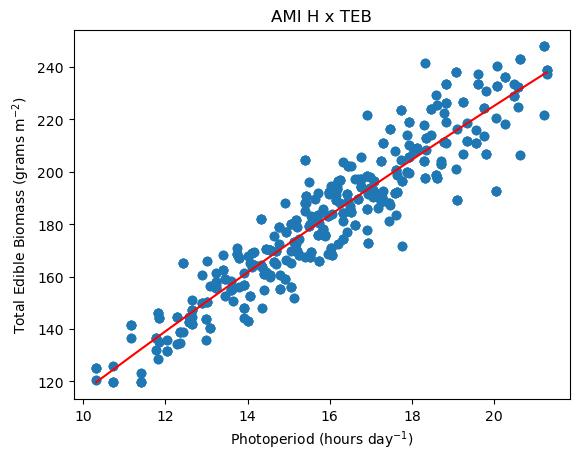 AMI H x TEB
Total Edible Biomass (grams m⁻²)
240
220
200
180
160
140
120
10 12 14 16 18 20
Photoperiod (hours day⁻¹)